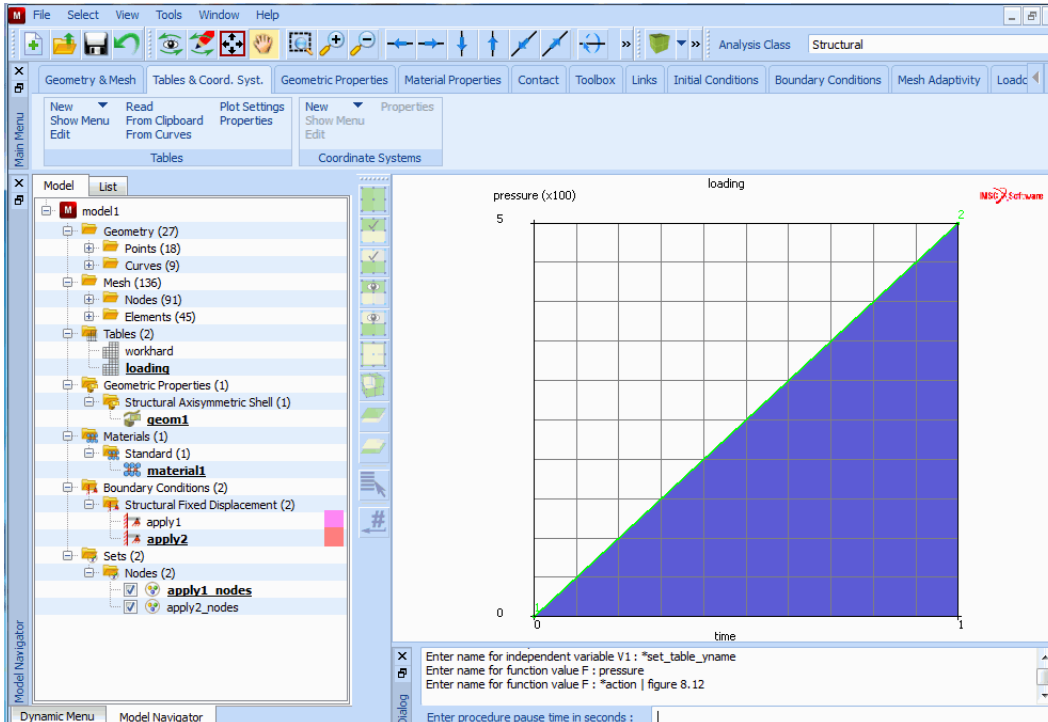 M File Select View Tools Window Help
» » Analysis Class Structural
Geometry & Mesh Tables & Coord. Syst. Geometric Properties Material Properties Contact Toolbox Links Initial Conditions Boundary Conditions Mesh Adaptivity Loadc
New Read Plot Settings New Properties
Show Menu From Clipboard Properties Show Menu
Edit From Curves Edit
Tables Coordinate Systems
Main Menu
Model List
M model1
Geometry (27)
Points (18)
Curves (9)
Mesh (136)
Nodes (91)
Elements (45)
Tables (2)
workhard
loading
Geometric Properties (1)
Structural Axisymmetric Shell (1)
geom1
Materials (1)
Standard (1)
material1
Boundary Conditions (2)
Structural Fixed Displacement (2)
apply1
apply2
Sets (2)
Nodes (2)
apply1_nodes
apply2_nodes
Model Navigator
Dynamic Menu Model Navigator
#
loading
pressure (x100)
MSC Software
5
2
1
0
0
1
time
Enter name for independent variable V1 : *set_table_yname
Enter name for function value F : pressure
Enter name for function value F : *action | figure 8.12
Enter procedure pause time in seconds :
Dialog